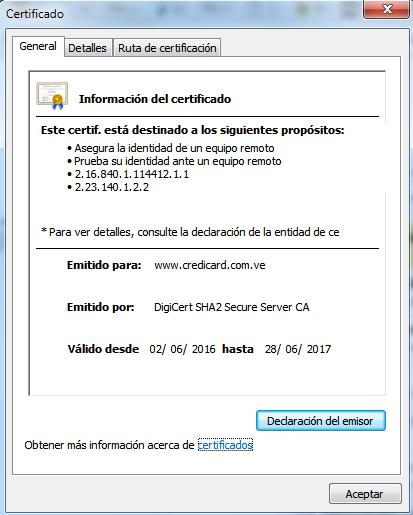 Certificado
General Detalles Ruta de certificación
Información del certificado
Este certif. está destinado a los siguientes propósitos:
• Asegura la identidad de un equipo remoto
• Prueba su identidad ante un equipo remoto
• 2.16.840.1.114412.1.1
• 2.23.140.1.2.2
* Para ver detalles, consulte la declaración de la entidad de ce
Emitido para: www.credicard.com.ve
Emitido por: DigiCert SHA2 Secure Server CA
Válido desde 02/ 06/ 2016 hasta 28/ 06/ 2017
Declaración del emisor
Obtener más información acerca de certificados
Aceptar